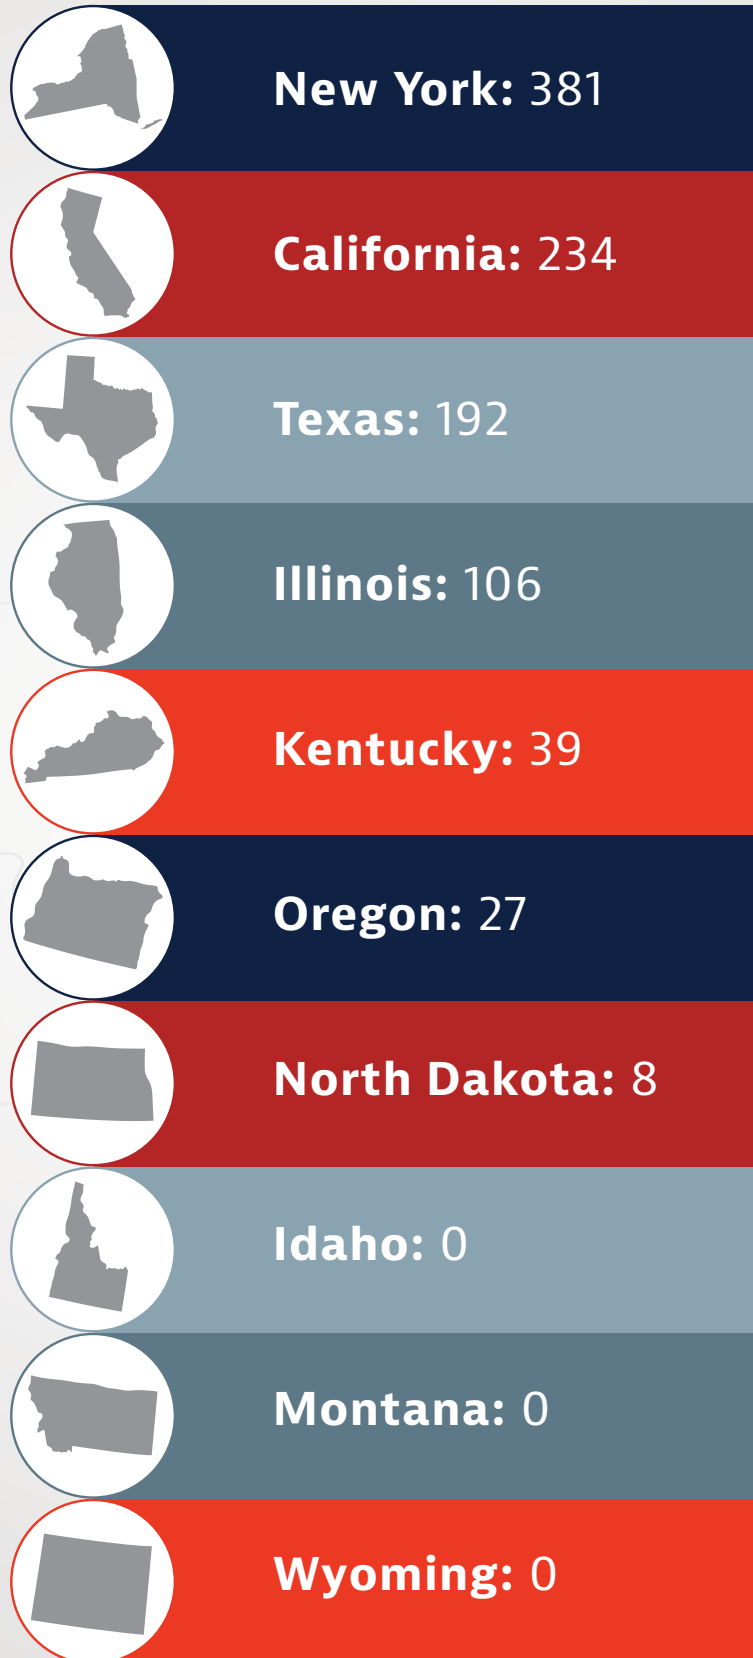 New York: 381
California: 234
Texas: 192
Illinois: 106
Kentucky: 39
Oregon: 27
North Dakota: 8
Idaho: 0
Montana: 0
Wyoming: 0